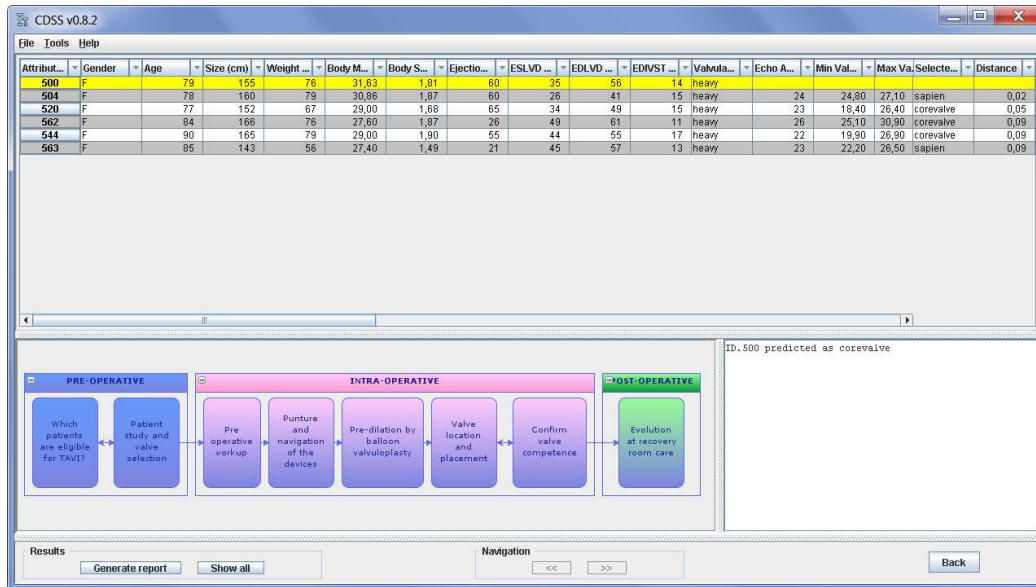 CDSS v0.8.2
File Tools Help
Attribut... Gender Age Size (cm) Weight ... Body M... Body S... Ejectio... ESLVD ... EDLVD ... EDIVST ... Valvula... Echo A... Min Val... Max Va... Selecte... Distance
500 F 79 155 76 31,63 1,81 60 35 56 14 heavy
504 F 78 160 79 30,86 1,87 60 26 41 15 heavy 24 24,80 27,10 sapien 0,02
520 F 77 152 67 29,00 1,68 65 34 49 15 heavy 23 18,40 26,40 corevalve 0,05
562 F 84 166 76 27,60 1,87 26 49 61 11 heavy 26 25,10 30,90 corevalve 0,09
544 F 90 165 79 29,00 1,90 55 44 55 17 heavy 22 19,90 26,90 corevalve 0,09
563 F 85 143 56 27,40 1,49 21 45 57 13 heavy 23 22,20 26,50 sapien 0,09
PRE-OPERATIVE
Which
patients
are eligible
for TAVI?
Patient
study and
valve
selection
INTRA-OPERATIVE
Pre
operative
workup
Punture
and
navigation
of the
devices
Pre-dilation by
balloon
valvuloplasty
Valve
location
and
placement
Confirm
valve
competence
POST-OPERATIVE
Evolution
at recovery
room care
ID.500 predicted as corevalve
Results
Generate report Show all
Navigation
<< >>
Back